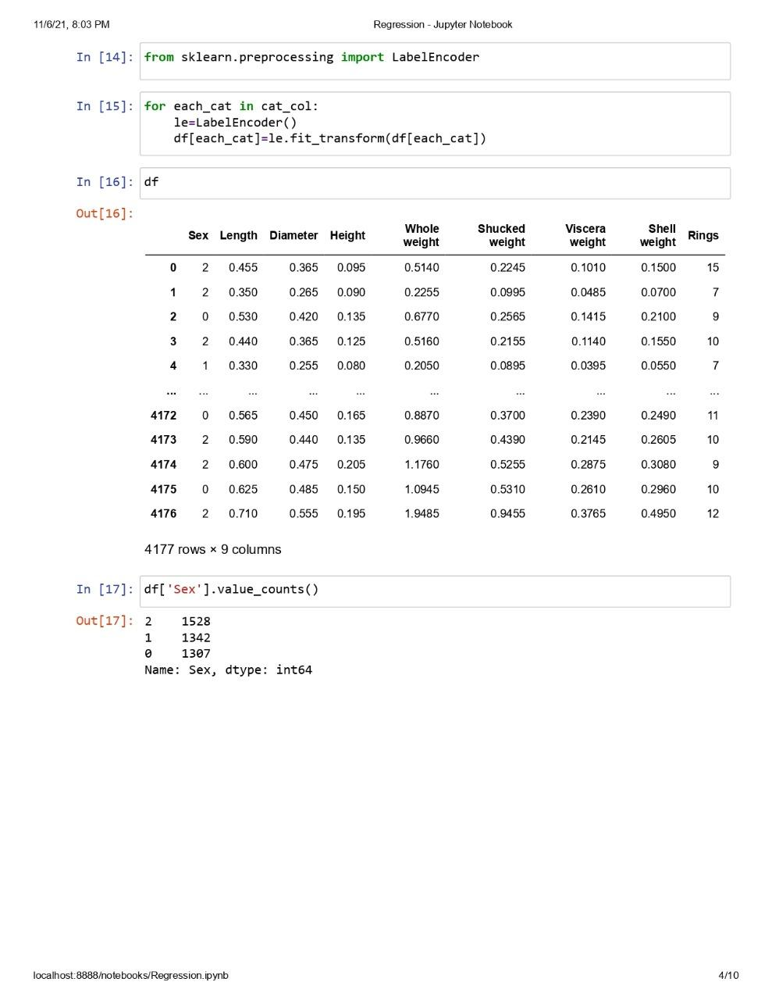 11/6/21, 8:03 PM Regression - Jupyter Notebook
In [14]: from sklearn.preprocessing import LabelEncoder
In [15]: for each_cat in cat_col:
    le=LabelEncoder()
    df[each_cat]=le.fit_transform(df[each_cat])
In [16]: df
Out[16]:
Sex Length Diameter Height Whole weight Shucked weight Viscera weight Shell weight Rings
0 2 0.455 0.365 0.095 0.5140 0.2245 0.1010 0.1500 15
1 2 0.350 0.265 0.090 0.2255 0.0995 0.0485 0.0700 7
2 0 0.530 0.420 0.135 0.6770 0.2565 0.1415 0.2100 9
3 2 0.440 0.365 0.125 0.5160 0.2155 0.1140 0.1550 10
4 1 0.330 0.255 0.080 0.2050 0.0895 0.0395 0.0550 7
... ... ... ... ... ... ... ... ... ...
4172 0 0.565 0.450 0.165 0.8870 0.3700 0.2390 0.2490 11
4173 2 0.590 0.440 0.135 0.9660 0.4390 0.2145 0.2605 10
4174 2 0.600 0.475 0.205 1.1760 0.5255 0.2875 0.3080 9
4175 0 0.625 0.485 0.150 1.0945 0.5310 0.2610 0.2960 10
4176 2 0.710 0.555 0.195 1.9485 0.9455 0.3765 0.4950 12
4177 rows × 9 columns
In [17]: df['Sex'].value_counts()
Out[17]: 2 1528
1 1342
0 1307
Name: Sex, dtype: int64
localhost:8888/notebooks/Regression.ipynb 4/10